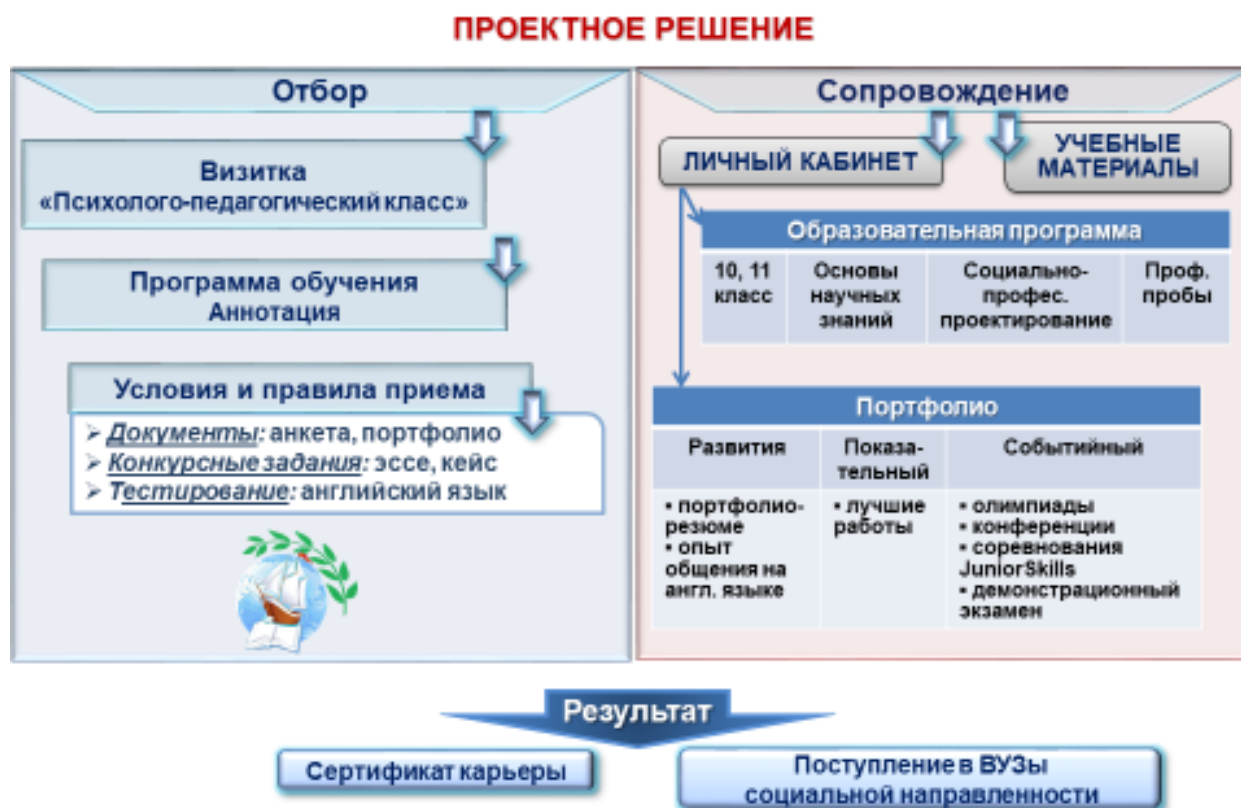 ПРОЕКТНОЕ РЕШЕНИЕ
Отбор
Визитка
«Психолого-педагогический класс»
Программа обучения
Аннотация
Условия и правила приема
➢ Документы: анкета, портфолио
➢ Конкурсные задания: эссе, кейс
➢ Тестирование: английский язык
Сопровождение
ЛИЧНЫЙ КАБИНЕТ
УЧЕБНЫЕ
МАТЕРИАЛЫ
Образовательная программа
10, 11
класс
Основы
научных
знаний
Социально-
профес.
проектирование
Проф.
пробы
Портфолио
Развития
Показа-
тельный
Событийный
▪ портфолио-
резюме
▪ опыт
общения на
англ. языке
▪ лучшие
работы
▪ олимпиады
▪ конференции
▪ соревнования
JuniorSkills
▪ демонстрационный
экзамен
Результат
Сертификат карьеры
Поступление в ВУЗы
социальной направленности